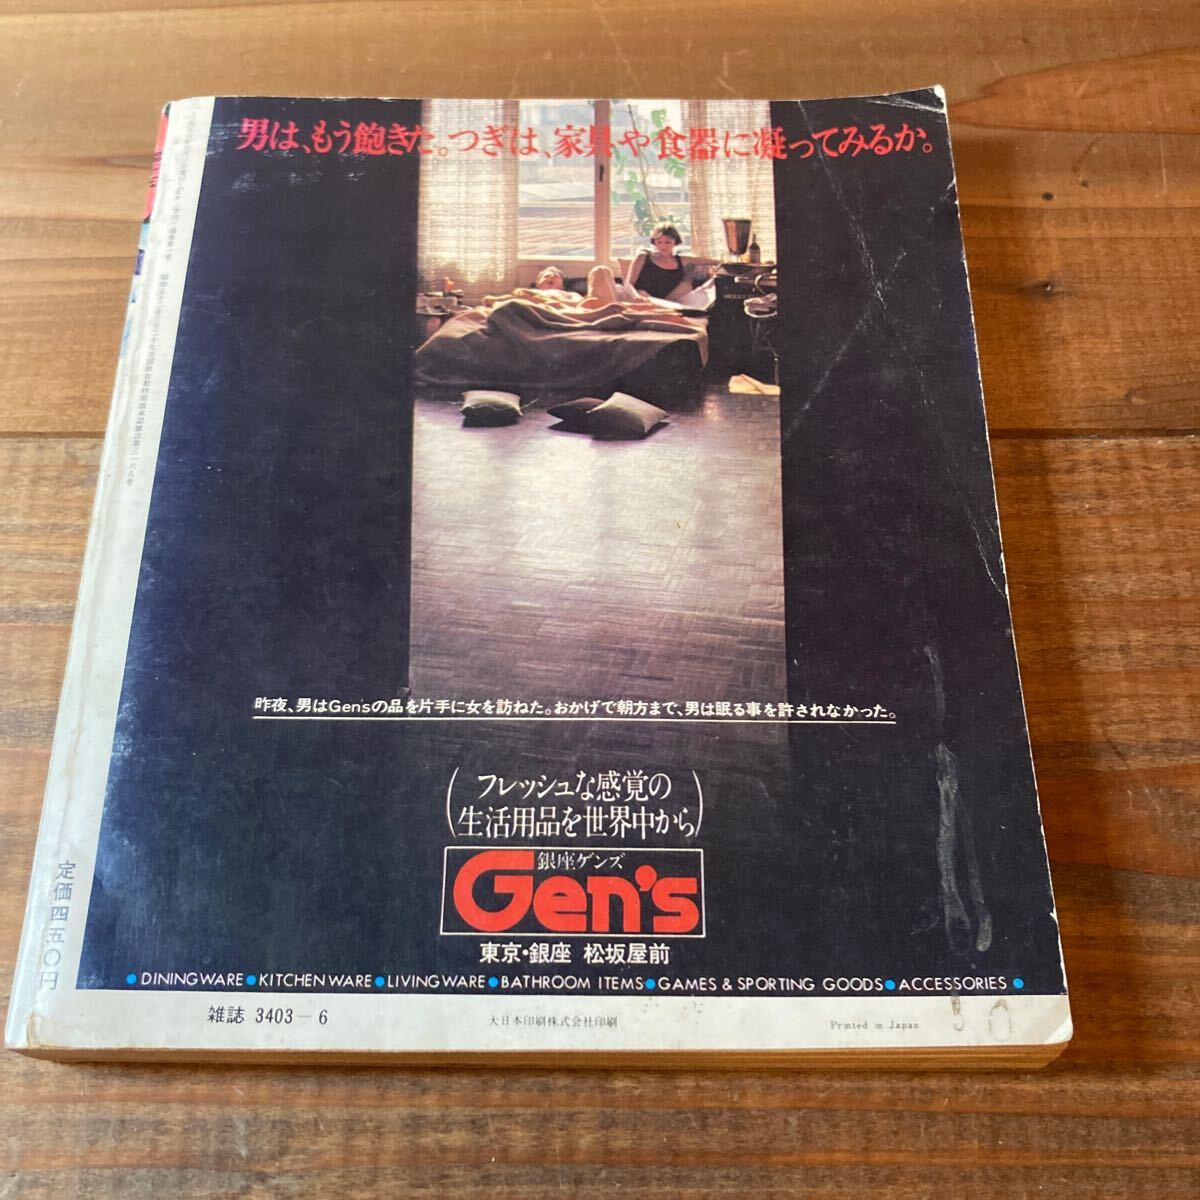 男は、もう飽きた。つぎは、家具や食器に凝ってみるか。
昨夜、男はGensの品を片手に女を訪ねた。おかげで朝方まで、男は眠る事を許されなかった。
フレッシュな感覚の
生活用品を世界中から
銀座ゲンズ
Gen's
東京・銀座 松坂屋前
●DININGWARE●KITCHENWARE●LIVINGWARE●BATHROOM ITEMS●GAMES & SPORTING GOODS●ACCESSORIES●
定価四五〇円
雑誌 3403-6
大日本印刷株式会社印刷
Printed in Japan